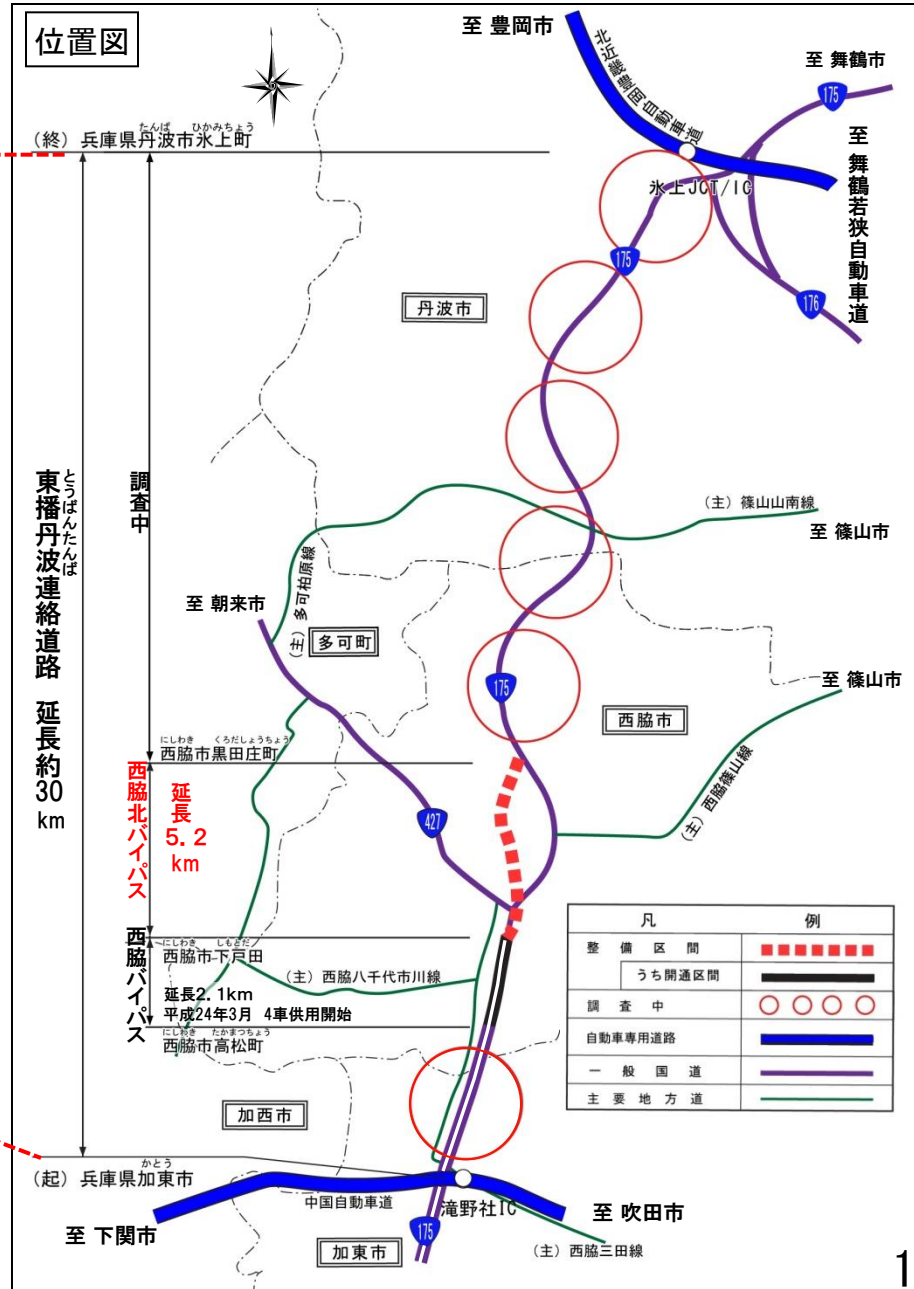 位置図
至 豊岡市
至 舞鶴市
北近畿豊岡自動車道
175
至 舞鶴若狭自動車道
たんば ひかみちょう
(終) 兵庫県丹波市氷上町
氷上JCT/IC
175
176
丹波市
東播丹波連絡道路 延長約30km
とうばんたんば
調査中
(主) 篠山山南線
至 篠山市
(主) 多可柏原線
至 朝来市
多可町
175
至 篠山市
西脇市
にしわき くろだしょうちょう
西脇市黒田庄町
西脇北バイパス
延長
5.2
km
427
(主) 西脇篠山線
西脇バイパス
にしわき しもとだ
西脇市下戸田
(主) 西脇八千代市川線
延長2.1km
平成24年3月 4車供用開始
にしわき たかまつちょう
西脇市高松町
凡例
整備区間
うち開通区間
調査中
自動車専用道路
一般国道
主要地方道
加西市
かとう
(起) 兵庫県加東市
中国自動車道
滝野社IC
至 下関市
至 吹田市
175
加東市
(主) 西脇三田線
1